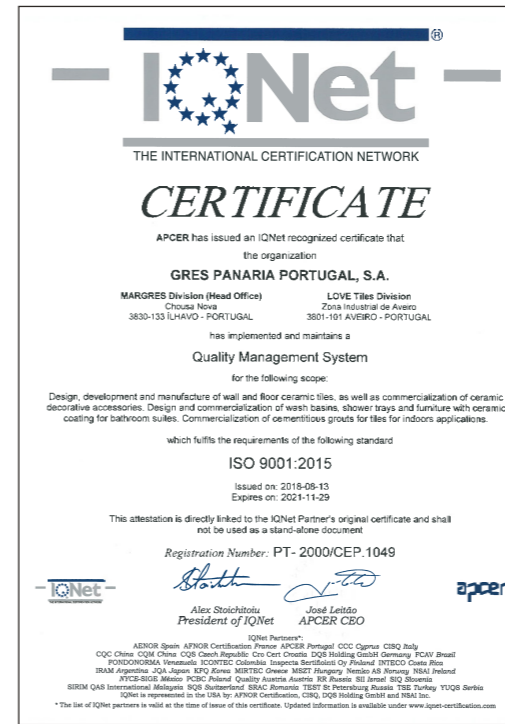 IQNet ®
THE INTERNATIONAL CERTIFICATION NETWORK
CERTIFICATE
APCER has issued an IQNet recognized certificate that
the organization
GRES PANARIA PORTUGAL, S.A.
MARGRES Division (Head Office)
Chousa Nova
3830-133 ÍLHAVO - PORTUGAL
LOVE Tiles Division
Zona Industrial de Aveiro
3801-101 AVEIRO - PORTUGAL
has implemented and maintains a
Quality Management System
for the following scope:
Design, development and manufacture of wall and floor ceramic tiles, as well as commercialization of ceramic
decorative accessories. Design and commercialization of wash basins, shower trays and furniture with ceramic
coating for bathroom suites. Commercialization of cementitious grouts for tiles for indoors applications.
which fulfils the requirements of the following standard
ISO 9001:2015
Issued on: 2018-08-13
Expires on: 2021-11-29
This attestation is directly linked to the IQNet Partner's original certificate and shall
not be used as a stand-alone document
Registration Number: PT- 2000/CEP.1049
IQNet
apcer
Alex Stoichitoiu
President of IQNet
José Leitão
APCER CEO
IQNet Partners*:
AENOR Spain AFNOR Certification France APCER Portugal CCC Cyprus CISQ Italy
CQC China CQM China CQS Czech Republic Cro Cert Croatia DQS Holding GmbH Germany FCAV Brazil
FONDONORMA Venezuela ICONTEC Colombia Inspecta Sertifiointi Oy Finland INTECO Costa Rica
IRAM Argentina JQA Japan KFQ Korea MIRTEC Greece MSZT Hungary Nemko AS Norway NSAI Ireland
NYCE-SIGE México PCBC Poland Quality Austria Austria RR Russia SII Israel SIQ Slovenia
SIRIM QAS International Malaysia SQS Switzerland SRAC Romania TEST St Petersburg Russia TSE Turkey YUQS Serbia
IQNet is represented in the USA by: AFNOR Certification, CISQ, DQS Holding GmbH and NSAI Inc.
* The list of IQNet partners is valid at the time of issue of this certificate. Updated information is available under www.iqnet-certification.com